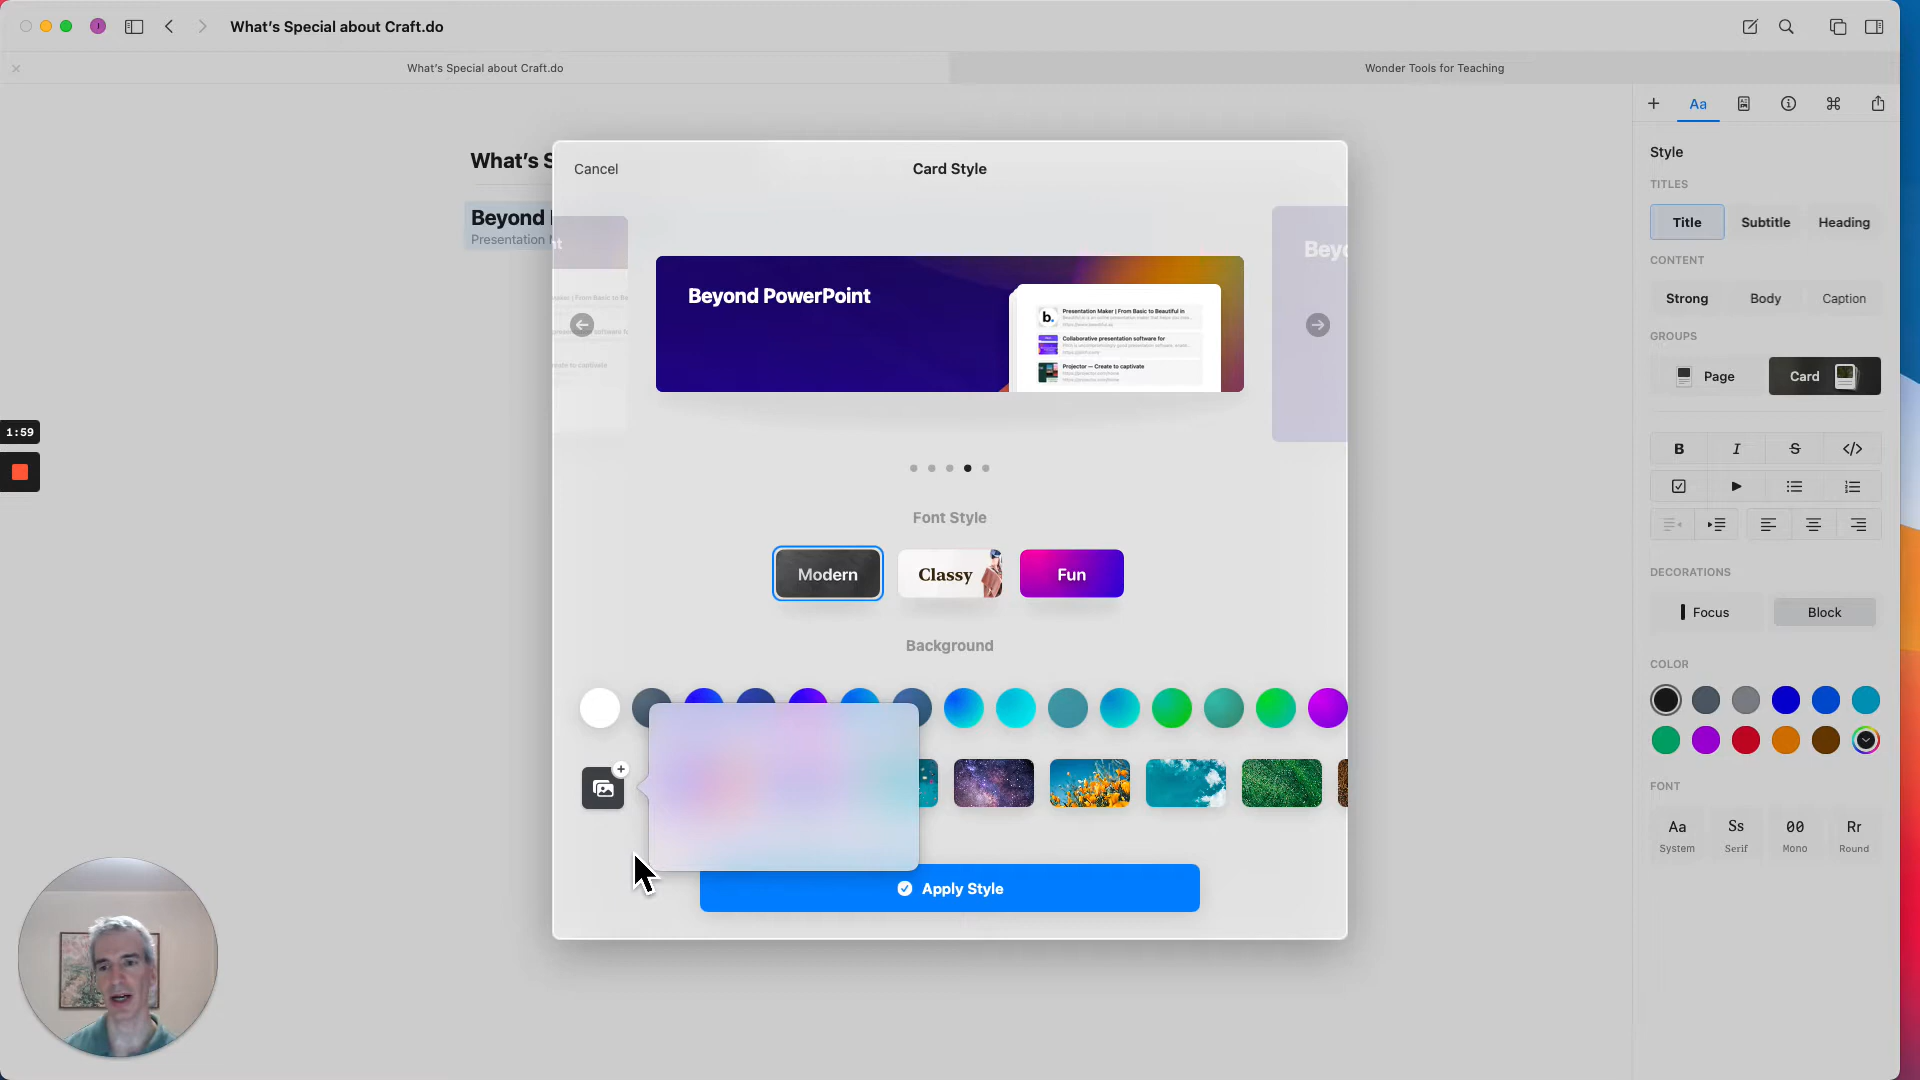 What's Special about Craft.do
What's Special about Craft.do
Wonder Tools for Teaching
What's S
Beyond
Presentation
Cancel
Card Style
Beyond PowerPoint
Presentation Maker | From Basic to Beautiful in
Collaborative presentation software for
Projector — Create to captivate
Font Style
Modern
Classy
Fun
Background
Apply Style
1:59
Aa
Style
TITLES
Title
Subtitle
Heading
CONTENT
Strong
Body
Caption
GROUPS
Page
Card
B
I
S
</>
DECORATIONS
Focus
Block
COLOR
FONT
Aa
Ss
00
Rr
System
Serif
Mono
Round